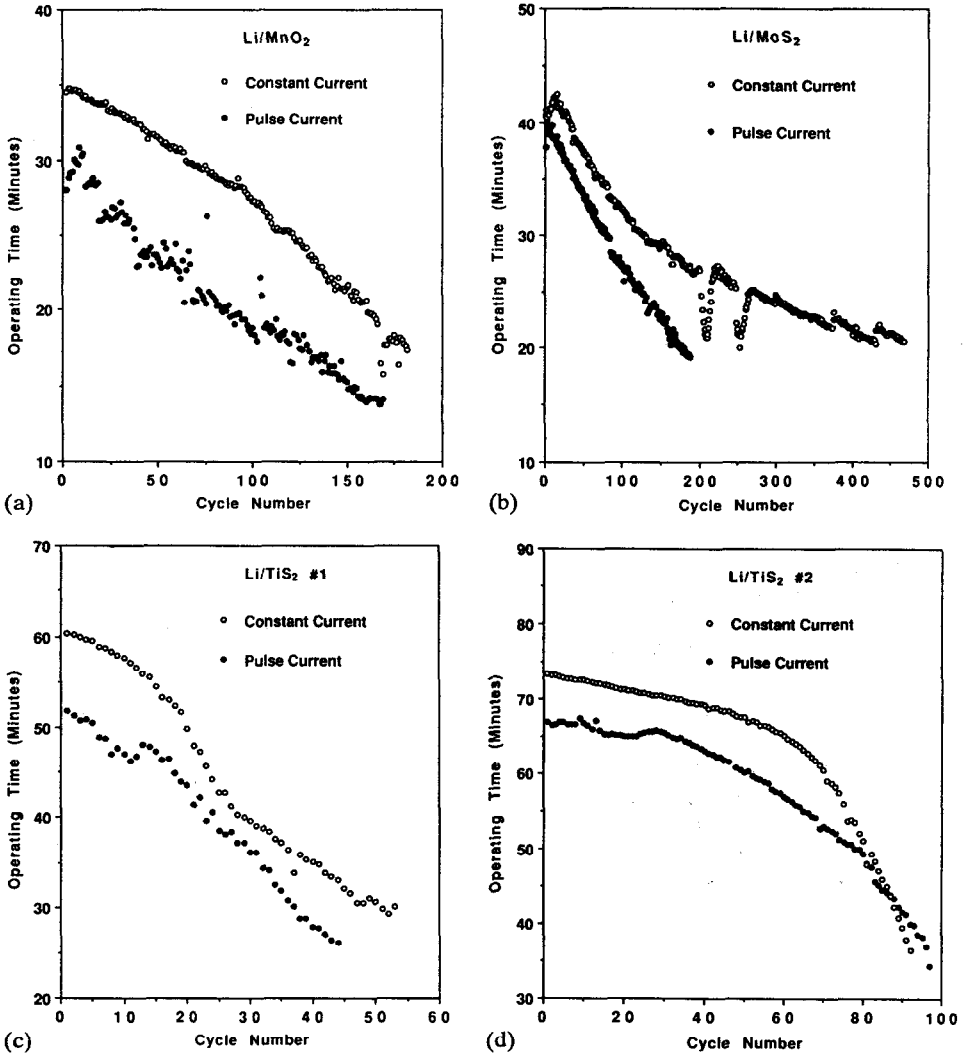 40
30
20
10
Operating Time (Minutes)
Li/MnO₂
Constant Current
Pulse Current
0 50 100 150 200
Cycle Number
(a)
50
40
30
20
10
Operating Time (Minutes)
Li/MoS₂
Constant Current
Pulse Current
0 100 200 300 400 500
Cycle Number
(b)
70
60
50
40
30
20
Operating Time (Minutes)
Li/TiS₂ #1
Constant Current
Pulse Current
0 10 20 30 40 50 60
Cycle Number
(c)
90
80
70
60
50
40
30
Operating Time (Minutes)
Li/TiS₂ #2
Constant Current
Pulse Current
0 20 40 60 80 100
Cycle Number
(d)